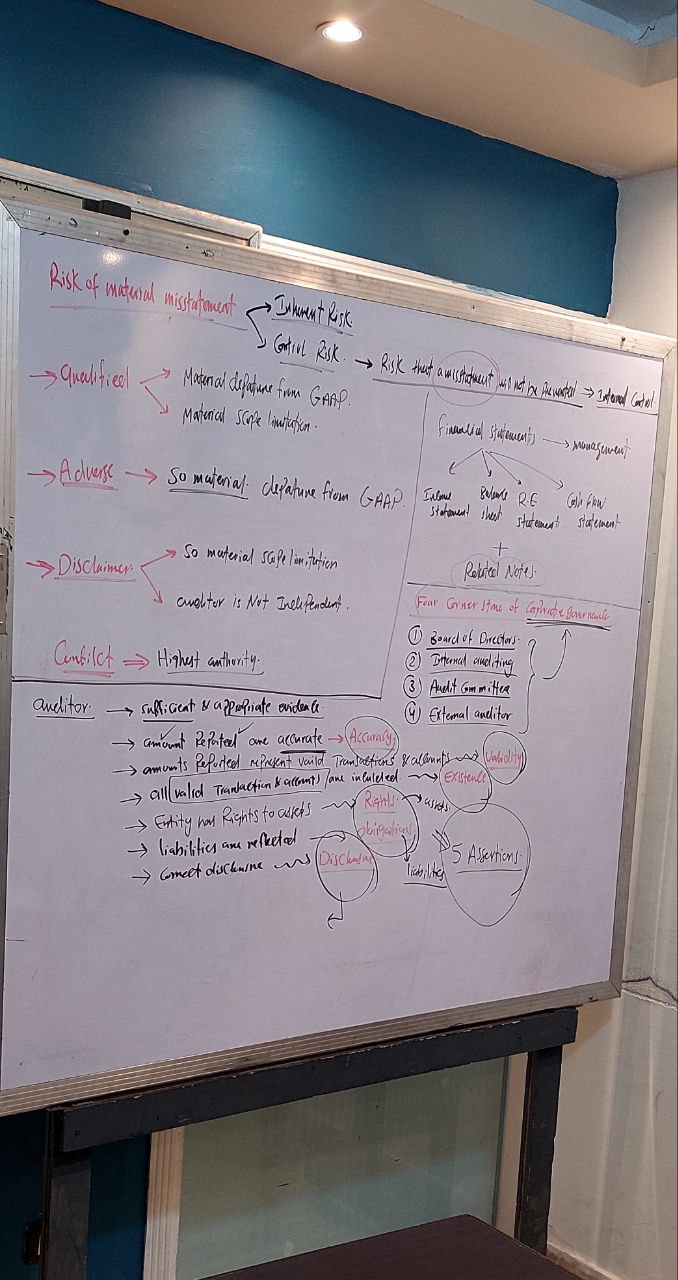 Risk of material misstatement
Inherent Risk
Control Risk → Risk that a misstatement will not be Prevented → Internal Control.
→ Qualified
Material depature from GAAP.
Material scope limitation.
→ Adverse → So material depature from GAAP.
→ Disclaimer.
So material scope limitation
auditor is Not Independent.
Highest authority.
Financial statements → management
Income statement
Balance sheet
R.E statement
Cash flow statement
+
Related Notes.
Four Corner stone of Corporate governance
① Board of Directors.
② Internal auditing
③ Audit Committee
④ External auditor
auditor. → sufficient & appropriate evidence.
→ amount Reported are accurate → Accuracy.
→ amounts Reported represent valid Transactions & accounts Validity
→ all valid Transaction & accounts are included → Existence
→ Entity has Rights to assets Rights. → assets.
→ liabilities are reflected → obligations → liabilities
→ Correct disclosure Disclosure
5 Assertions.